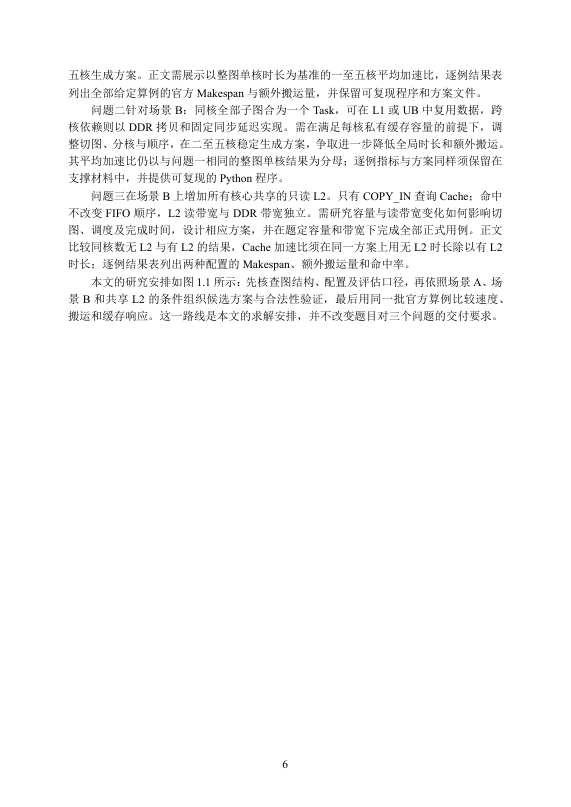 五核生成方案。正文需展示以整图单核时长为基准的一至五核平均加速比，逐例结果表
列出全部给定算例的官方 Makespan 与额外搬运量，并保留可复现程序和方案文件。
问题二针对场景 B：同核全部子图合为一个 Task，可在 L1 或 UB 中复用数据，跨
核依赖则以 DDR 拷贝和固定同步延迟实现。需在满足每核私有缓存容量的前提下，调
整切图、分核与顺序，在二至五核稳定生成方案，争取进一步降低全局时长和额外搬运。
其平均加速比仍以与问题一相同的整图单核结果为分母；逐例指标与方案同样须保留在
支撑材料中，并提供可复现的 Python 程序。
问题三在场景 B 上增加所有核心共享的只读 L2。只有 COPY_IN 查询 Cache；命中
不改变 FIFO 顺序，L2 读带宽与 DDR 带宽独立。需研究容量与读带宽变化如何影响切
图、调度及完成时间，设计相应方案，并在题定容量和带宽下完成全部正式用例。正文
比较同核数无 L2 与有 L2 的结果，Cache 加速比须在同一方案上用无 L2 时长除以有 L2
时长；逐例结果表列出两种配置的 Makespan、额外搬运量和命中率。
本文的研究安排如图 1.1 所示：先核查图结构、配置及评估口径，再依照场景 A、场
景 B 和共享 L2 的条件组织候选方案与合法性验证，最后用同一批官方算例比较速度、
搬运和缓存响应。这一路线是本文的求解安排，并不改变题目对三个问题的交付要求。
6